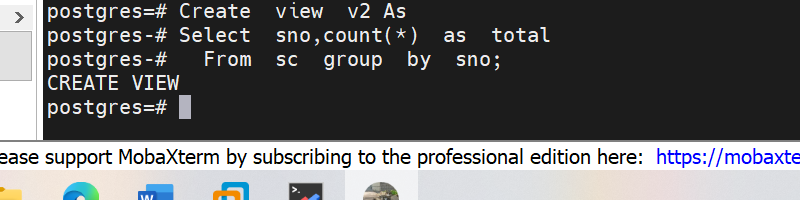 postgres=# Create  view  v2 As
postgres-# Select  sno,count(*)  as  total
postgres-#   From  sc  group  by  sno;
CREATE VIEW
postgres=#
ease support MobaXterm by subscribing to the professional edition here:  https://mobaxte